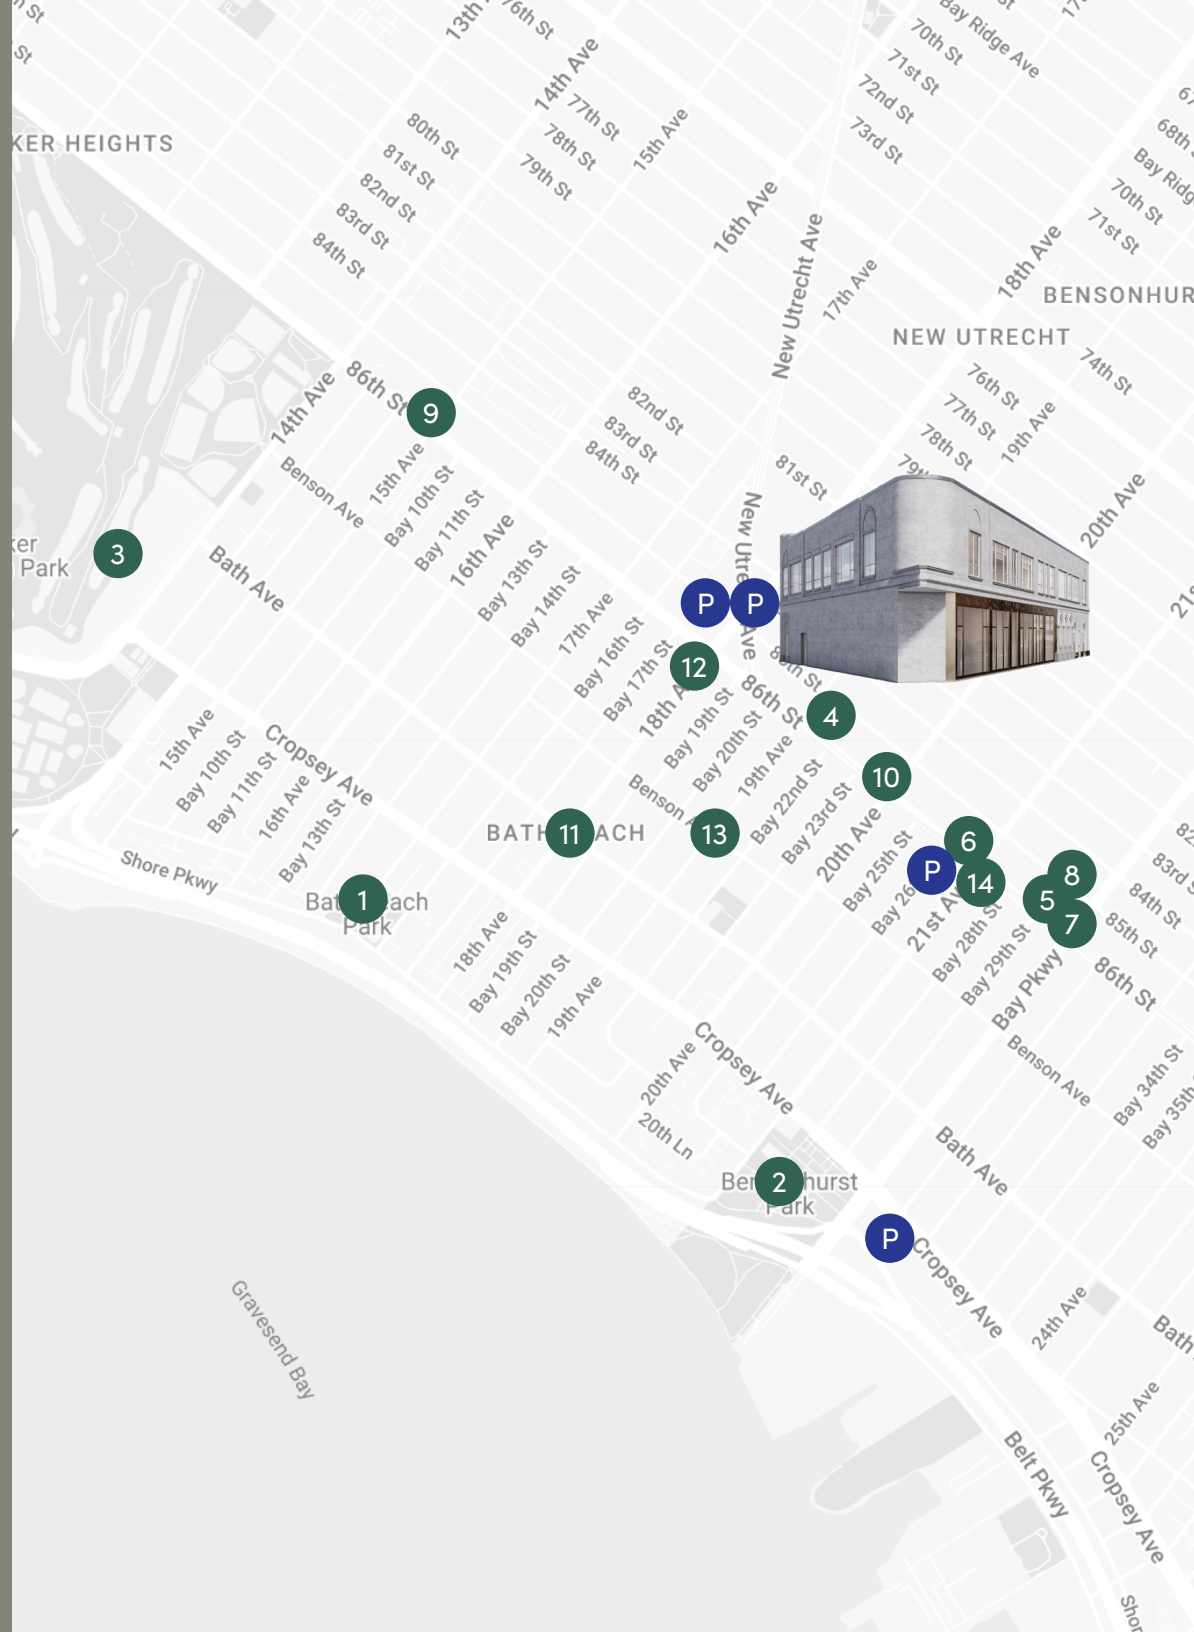 13th
76th St
14th Ave
77th St
78th St
79th St
15th Ave
80th St
81st St
82nd St
83rd St
84th St
KER HEIGHTS
Bay Ridge Ave
70th St
71st St
72nd St
73rd St
16th Ave
New Utrecht Ave
17th Ave
18th Ave
68th
Bay Ridg
70th St
71st St
BENSONHUR
NEW UTRECHT
74th St
76th St
77th St
78th St
19th Ave
20th Ave
14th Ave
86th St
9
Benson Ave
15th Ave
Bay 10th St
Bay 11th St
16th Ave
82nd St
83rd St
84th St
81st St
3
Park
Bath Ave
Bay 13th St
Bay 14th St
17th Ave
Bay 16th St
Bay 17th St
P
P
New Utre
Ave
12
18th A
86th St
4
Bay 19th St
Bay 20th St
19th Ave
Bay 22nd St
Bay 23rd St
20th Ave
10
15th Ave
Bay 10th St
Bay 11th St
16th Ave
Bay 13th St
Cropsey Ave
Shore Pkwy
BATH
11
ACH
Benson A
13
Bay 25th St
Bay 26
P
6
14
21st Av
Bay 28th St
Bay 29th St
Bay Pkwy
5
8
7
83rd S
84th St
85th St
86th St
1
Bat
each
Park
18th Ave
Bay 19th St
Bay 20th St
19th Ave
Cropsey Ave
20th Ave
20th Ln
Benson Ave
Bay 34th St
Bay 35th
Bath Ave
Ben
2
hurst
Park
P
Cropsey Ave
24th Ave
Bath
25th Ave
Gravesend Bay
Belt Pkwy
Cropsey Ave
Shor